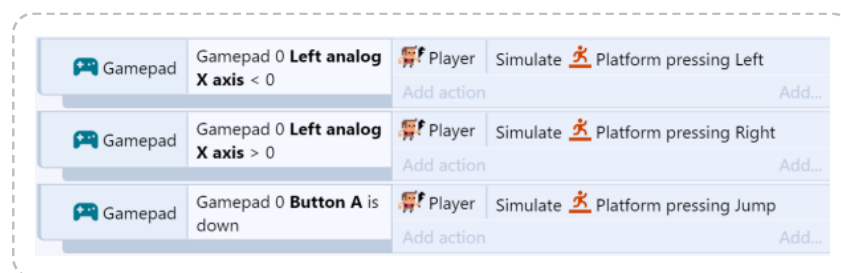 Gamepad
Gamepad 0 Left analog
X axis < 0
Player
Simulate Platform pressing Left
Add action
Add...
Gamepad
Gamepad 0 Left analog
X axis > 0
Player
Simulate Platform pressing Right
Add action
Add...
Gamepad
Gamepad 0 Button A is
down
Player
Simulate Platform pressing Jump
Add action
Add...